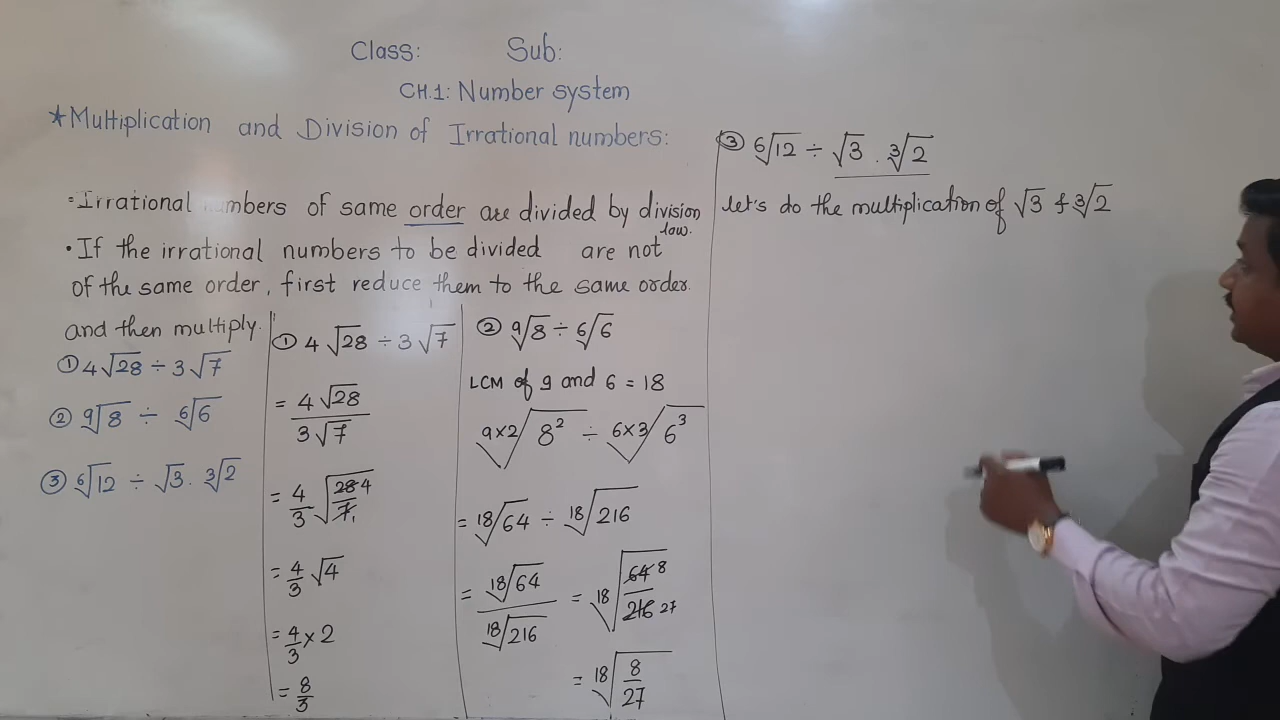 Class: Sub:
CH.1: Number system
*Multiplication and Division of Irrational numbers:
• Irrational numbers of same order are divided by division
law.
• If the irrational numbers to be divided are not
of the same order, first reduce them to the same order.
and then multiply.
① 4√28 ÷ 3√7
② ⁹√8 ÷ ⁶√6
③ ⁶√12 ÷ √3 . ³√2
① 4√28 ÷ 3√7
= 4√28 / 3√7
= 4/3 √(28 4 / 7 1)
= 4/3 √4
= 4/3 × 2
= 8/3
② ⁹√8 ÷ ⁶√6
LCM of 9 and 6 = 18
⁹ˣ²√8² ÷ ⁶ˣ³√6³
= ¹⁸√64 ÷ ¹⁸√216
= ¹⁸√64 / ¹⁸√216 = ¹⁸√(64 8 / 216 27)
= ¹⁸√(8/27)
③ ⁶√12 ÷ √3 . ³√2
let's do the multiplication of √3 & ³√2